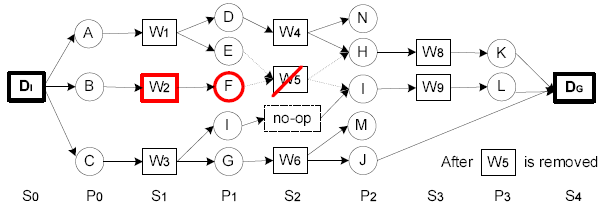 D N
A W1 W4
E H W8 K
DI B W2 F W5 I W9 L DG
I no-op M
C W3 G W6 J After W5 is removed
S0 P0 S1 P1 S2 P2 S3 P3 S4